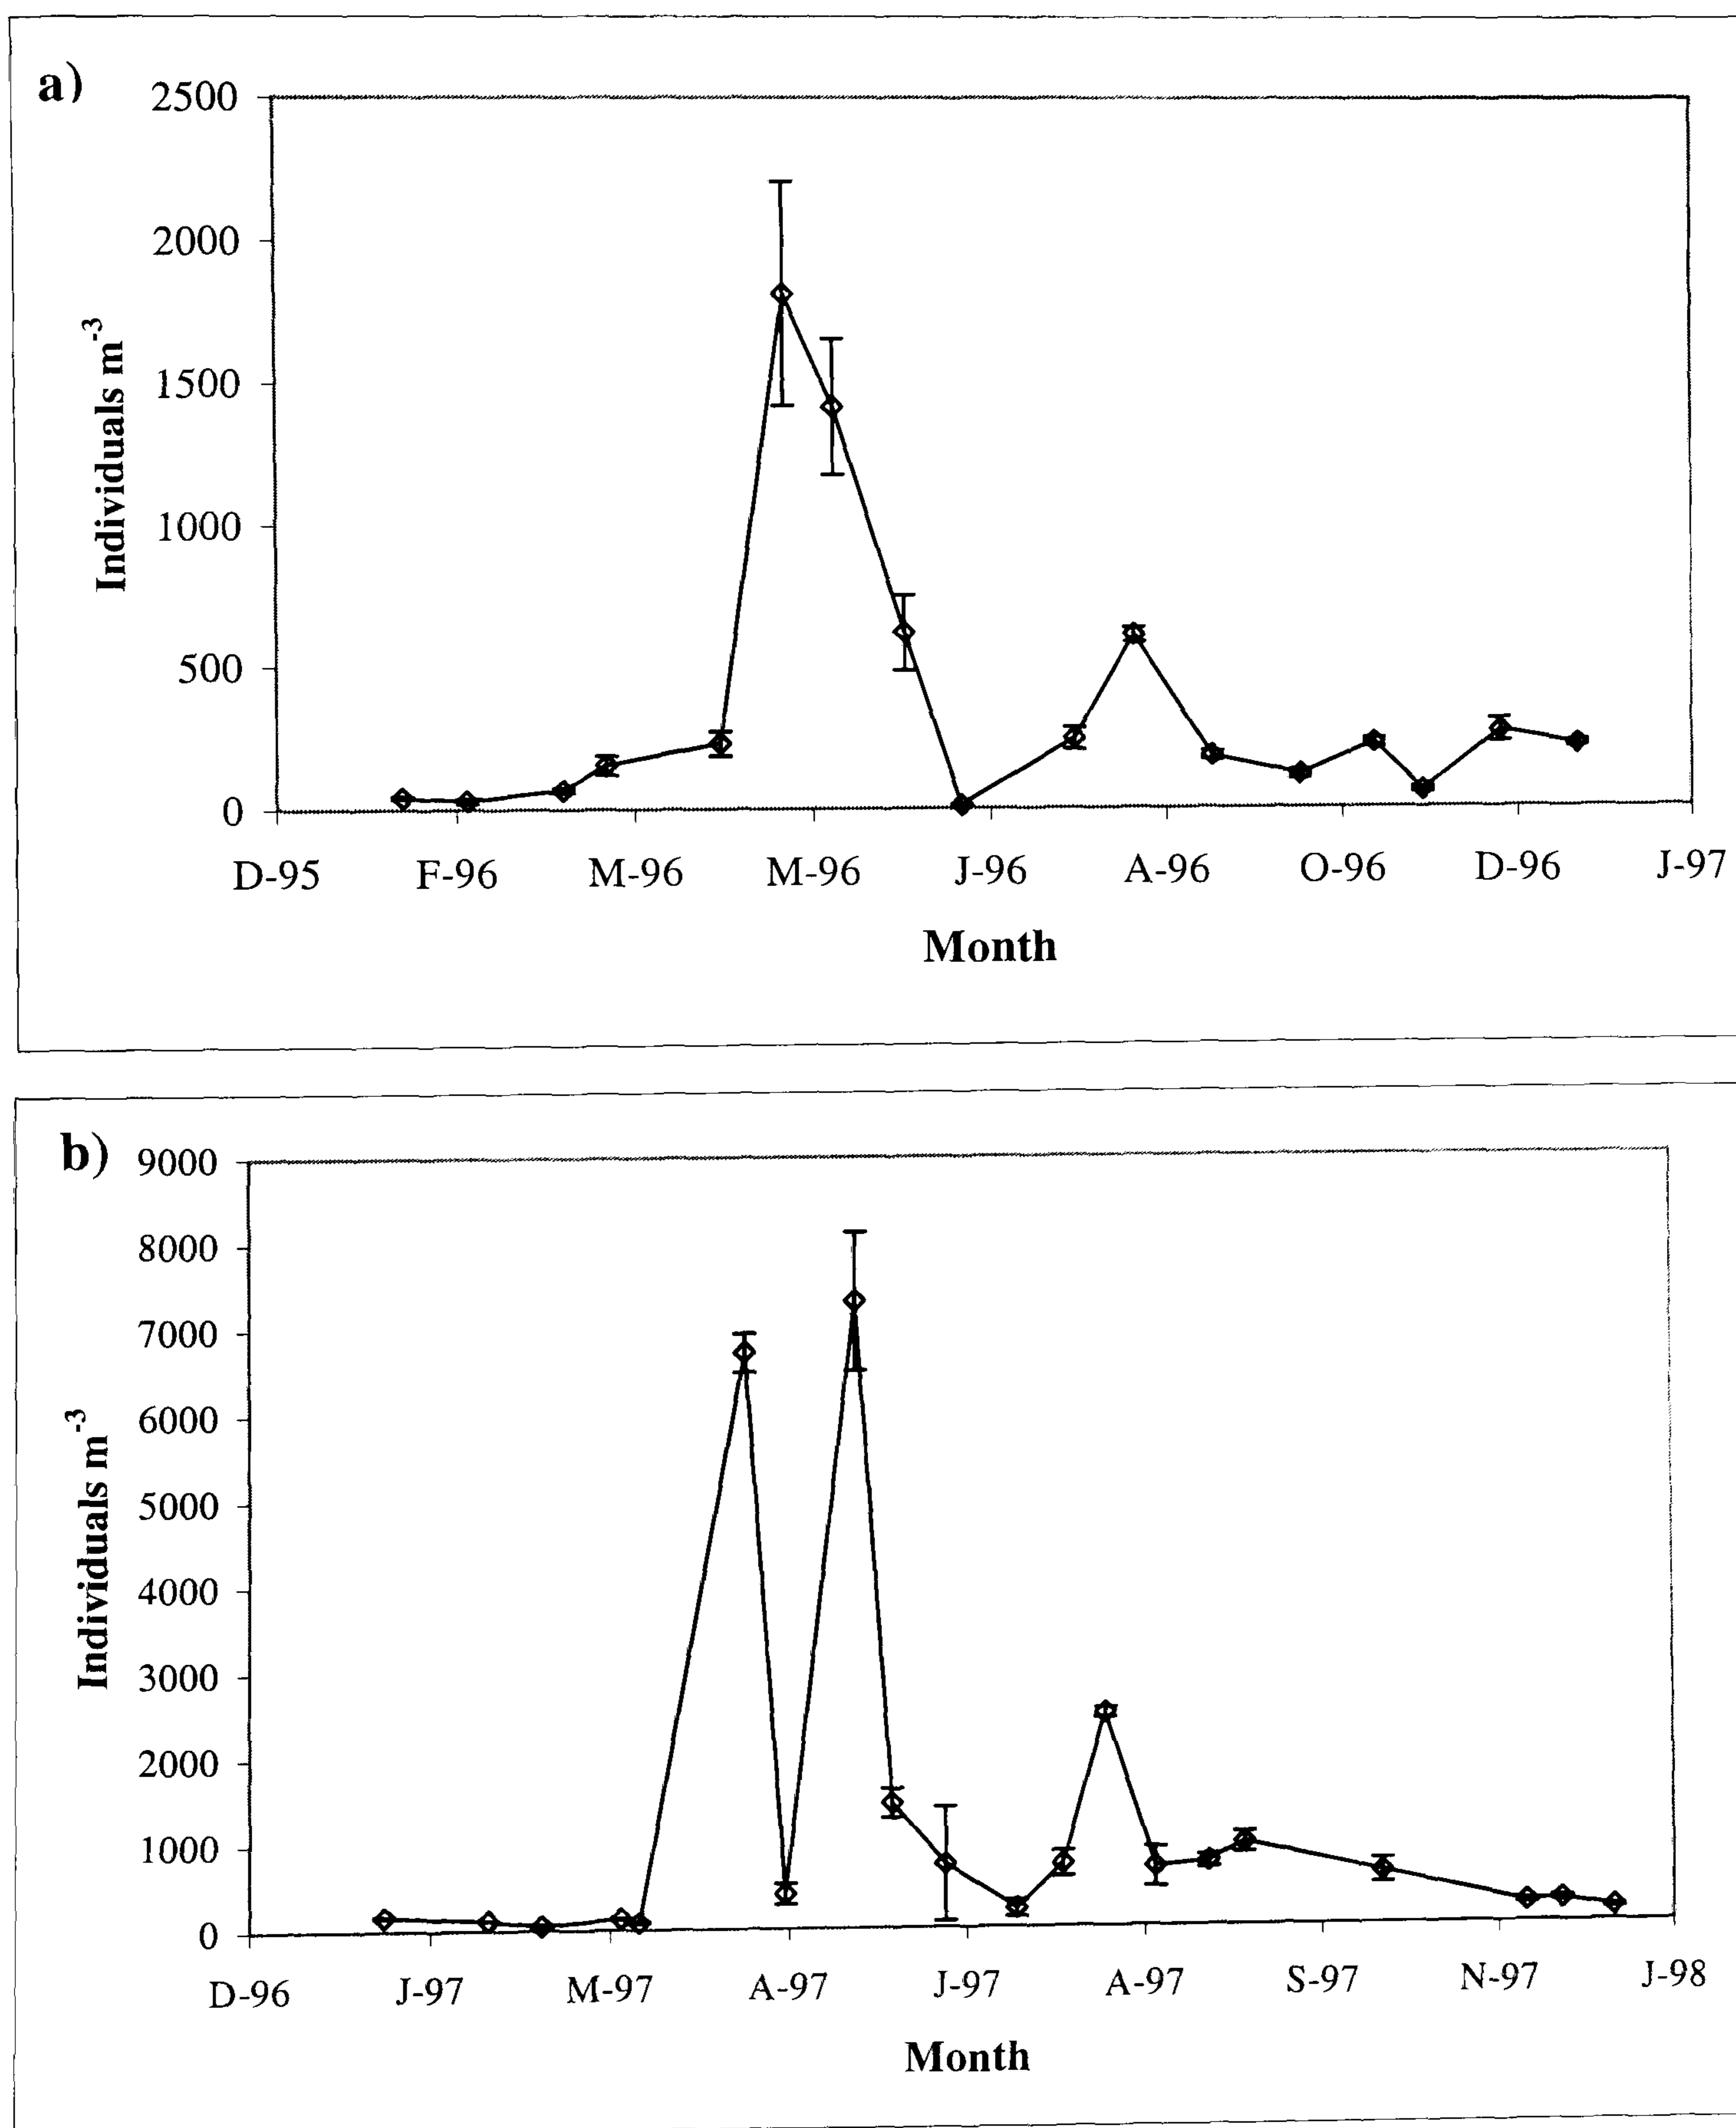 a)
2500
2000
1500
1000
500
0
Individuals m-3
D-95 F-96 M-96 M-96 J-96 A-96 O-96 D-96 J-97
Month
b)
9000
8000
7000
6000
5000
4000
3000
2000
1000
0
Individuals m-3
D-96 J-97 M-97 A-97 J-97 A-97 S-97 N-97 J-98
Month